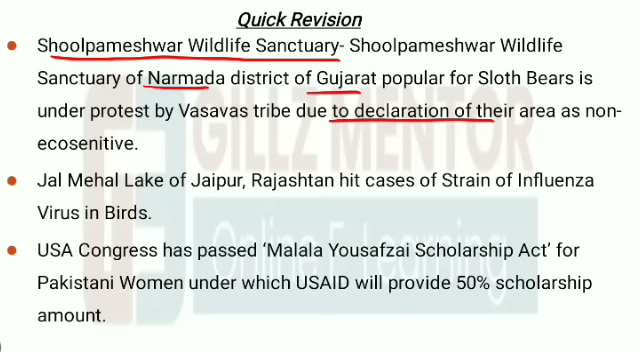 Quick Revision
Shoolpameshwar Wildlife Sanctuary- Shoolpameshwar Wildlife
Sanctuary of Narmada district of Gujarat popular for Sloth Bears is
under protest by Vasavas tribe due to declaration of their area as non-
ecosenitive.
Jal Mehal Lake of Jaipur, Rajashtan hit cases of Strain of Influenza
Virus in Birds.
USA Congress has passed ‘Malala Yousafzai Scholarship Act’ for
Pakistani Women under which USAID will provide 50% scholarship
amount.
GILLZ MENTOR
Online E-Learning